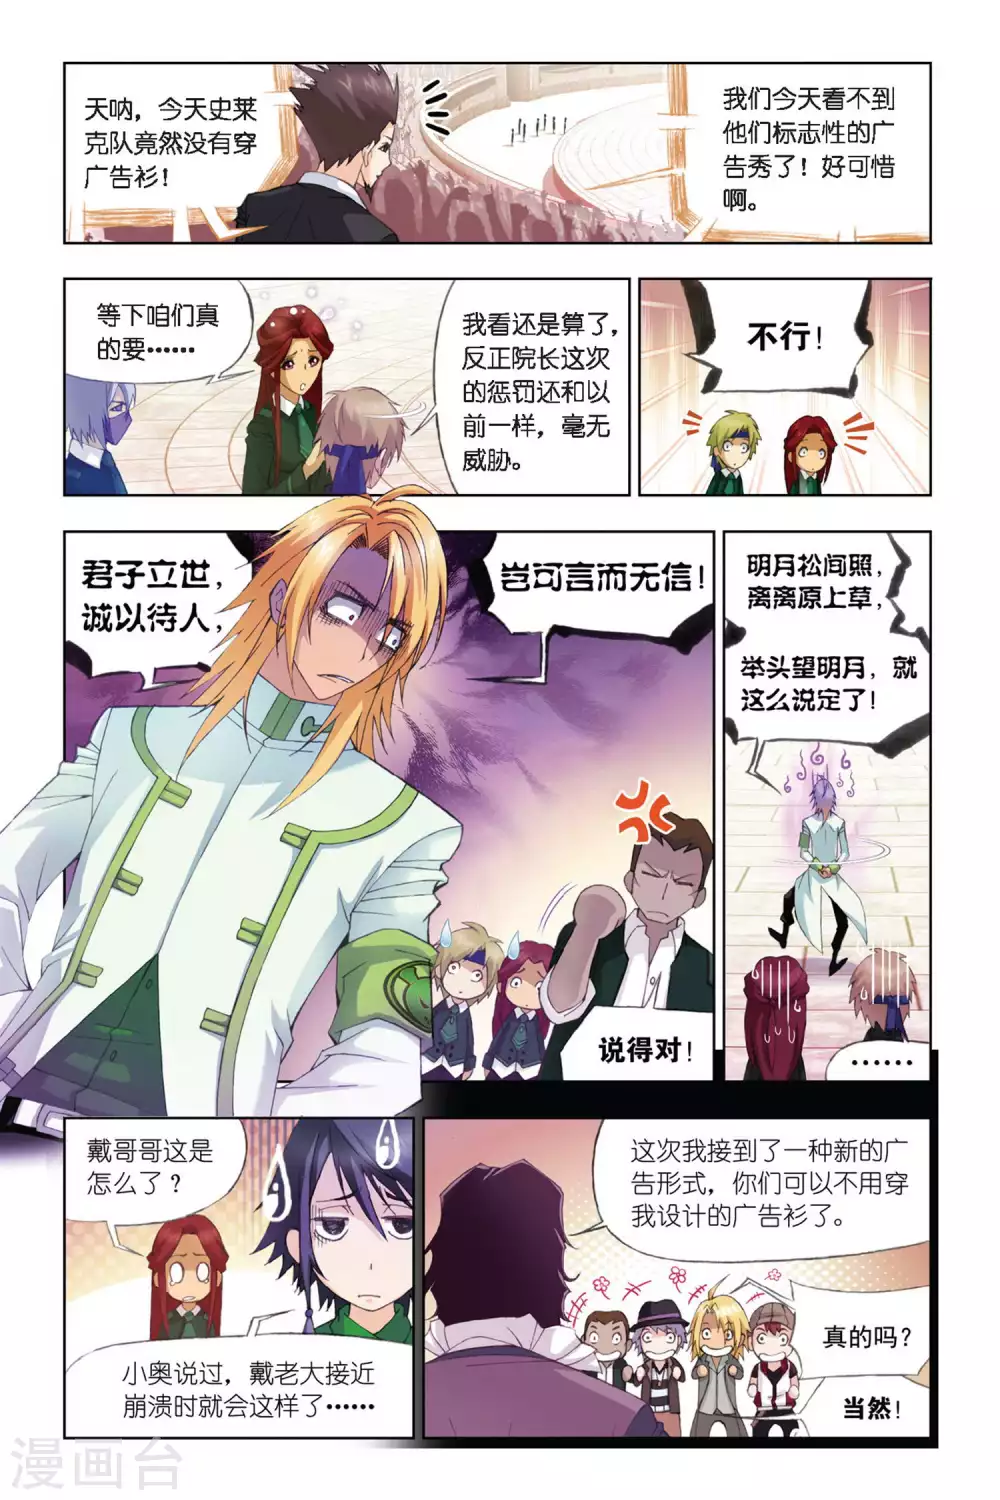 天呐，今天史莱
克队竟然没有穿
广告衫！
我们今天看不到
他们标志性的广
告秀了！好可惜
啊。
等下咱们真
的要……
我看还是算了，
反正院长这次
的惩罚还和以
前一样，毫无
威胁。
不行！
君子立世，
诚以待人，
岂可言而无信！
说得对！
明月松间照，
离离原上草，
举头望明月，就
这么说定了！
……
戴哥哥这是
怎么了？
小奥说过，戴老大接近
崩溃时就会这样了……
这次我接到了一种新的广
告形式，你们可以不用穿
我设计的广告衫了。
真的吗？
当然！
漫画台